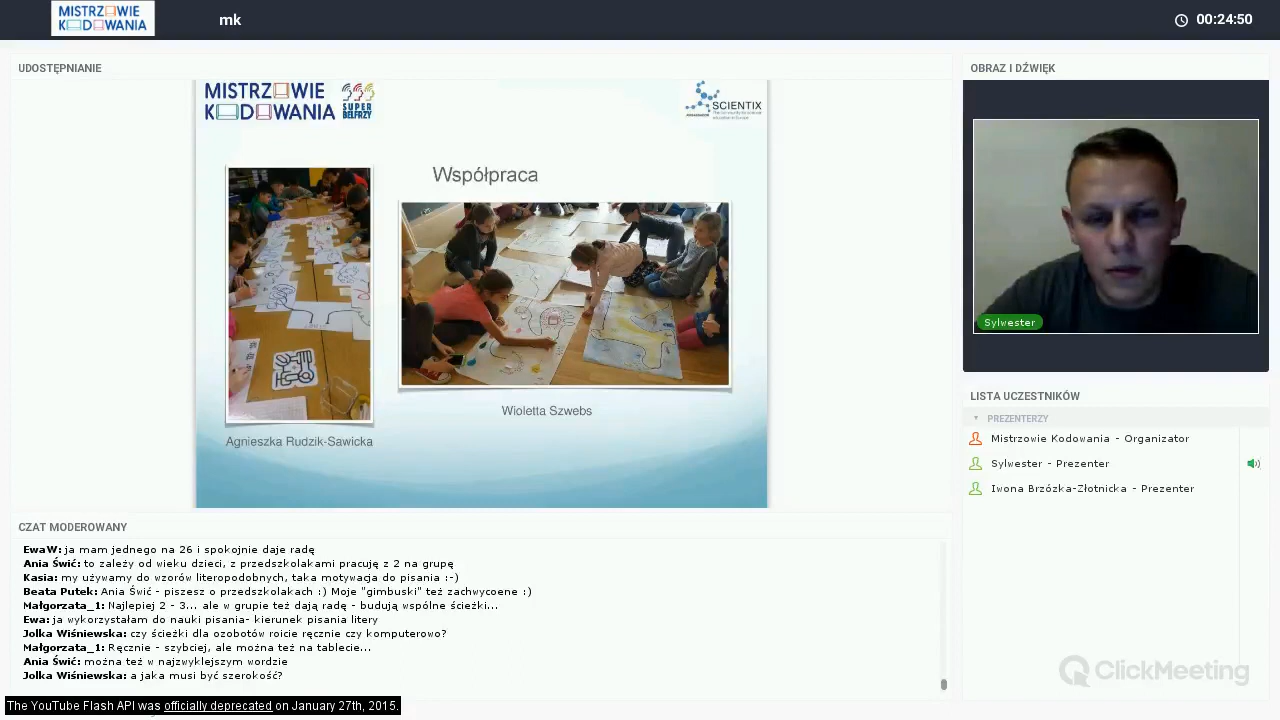 MISTRZOWIE
KODOWANIA
mk
00:24:50
UDOSTĘPNIANIE
MISTRZOWIE
KODOWANIA
SUPER
BELFRZY
SCIENTIX
Współpraca
Wioletta Szwebs
Agnieszka Rudzik-Sawicka
CZAT MODEROWANY
EwaW: ja mam jednego na 26 i spokojnie daje radę
Ania Świć: to zależy od wieku dzieci, z przedszkolakami pracuję z 2 na grupę
Kasia: my używamy do wzorów literopodobnych, taka motywacja do pisania :-)
Beata Putek: Ania Świć - piszesz o przedszkolakach :) Moje "gimbuski" też zachwycoene :)
Małgorzata_1: Najlepiej 2 - 3... ale w grupie też dają radę - budują wspólne ścieżki...
Ewa: ja wykorzystałam do nauki pisania- kierunek pisania litery
Jolka Wiśniewska: czy ścieżki dla ozobotów roicie ręcznie czy komputerowo?
Małgorzata_1: Ręcznie - szybciej, ale można też na tablecie...
Ania Świć: można też w najzwyklejszym wordzie
Jolka Wiśniewska: a jaka musi być szerokość?
The YouTube Flash API was officially deprecated on January 27th, 2015.
OBRAZ I DŹWIĘK
Sylwester
LISTA UCZESTNIKÓW
PREZENTERZY
Mistrzowie Kodowania - Organizator
Sylwester - Prezenter
Iwona Brzózka-Złotnicka - Prezenter
ClickMeeting